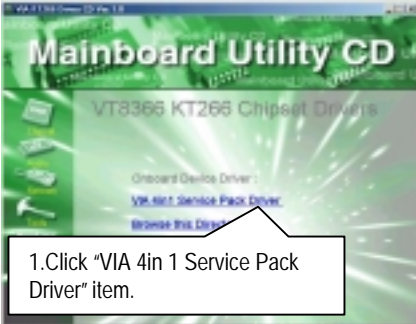 Mainboard Utility CD
VT8366 KT266 Chipset Drivers
Onboard Device Driver :
VIA 4in1 Service Pack Driver
Browse this
1.Click "VIA 4in 1 Service Pack
Driver" item.